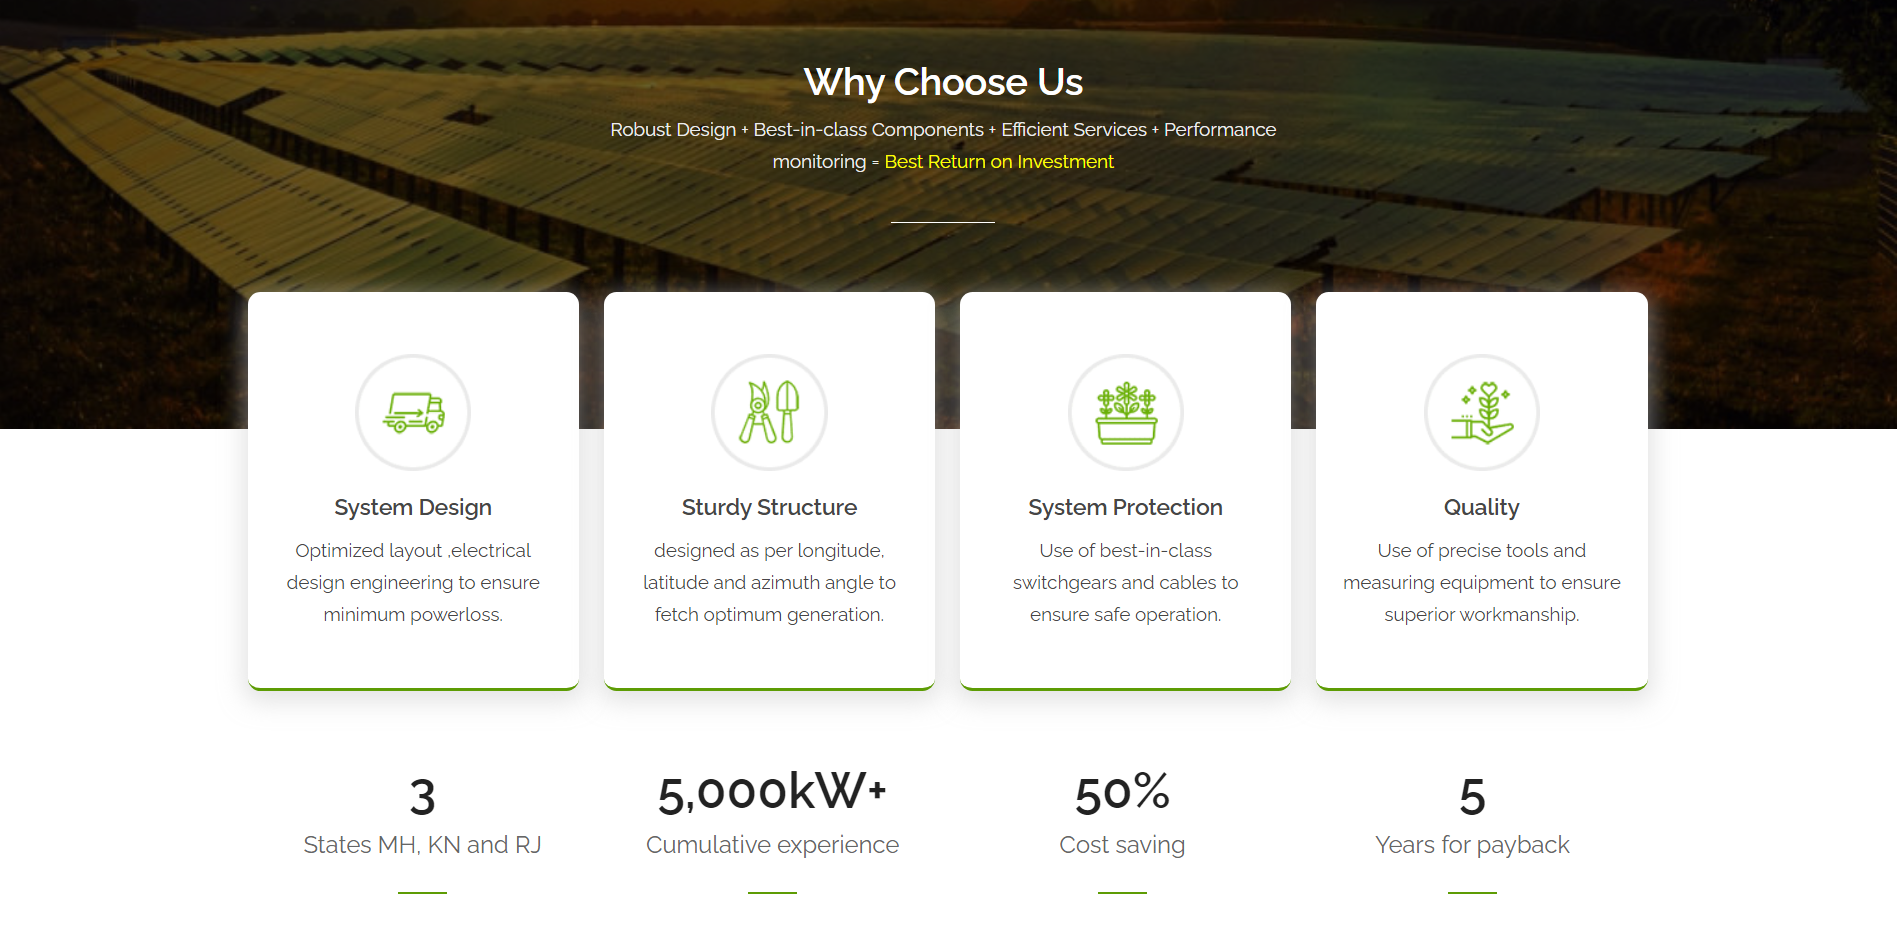 Why Choose Us
Robust Design + Best-in-class Components + Efficient Services + Performance
monitoring = Best Return on Investment
System Design
Optimized layout ,electrical
design engineering to ensure
minimum powerloss.
Sturdy Structure
designed as per longitude,
latitude and azimuth angle to
fetch optimum generation.
System Protection
Use of best-in-class
switchgears and cables to
ensure safe operation.
Quality
Use of precise tools and
measuring equipment to ensure
superior workmanship.
3
States MH, KN and RJ
5,000kW+
Cumulative experience
50%
Cost saving
5
Years for payback